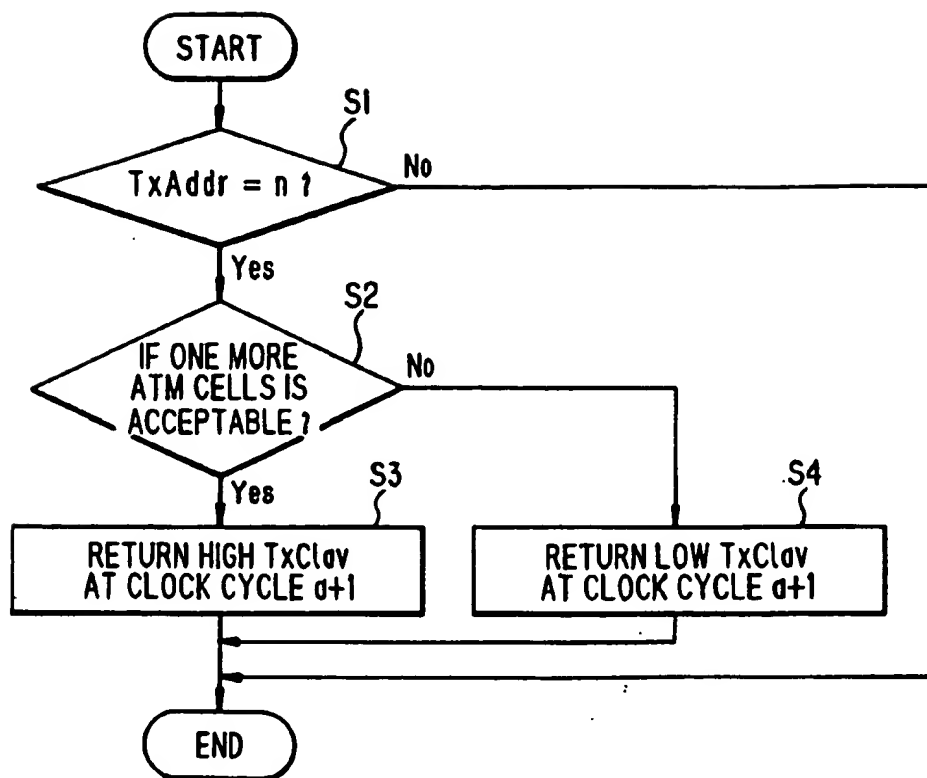 START
S1
TxAddr = n ?
No
Yes
S2
IF ONE MORE
ATM CELLS IS
ACCEPTABLE ?
No
Yes
S3
S4
RETURN HIGH TxClav
AT CLOCK CYCLE a+1
RETURN LOW TxClav
AT CLOCK CYCLE a+1
END